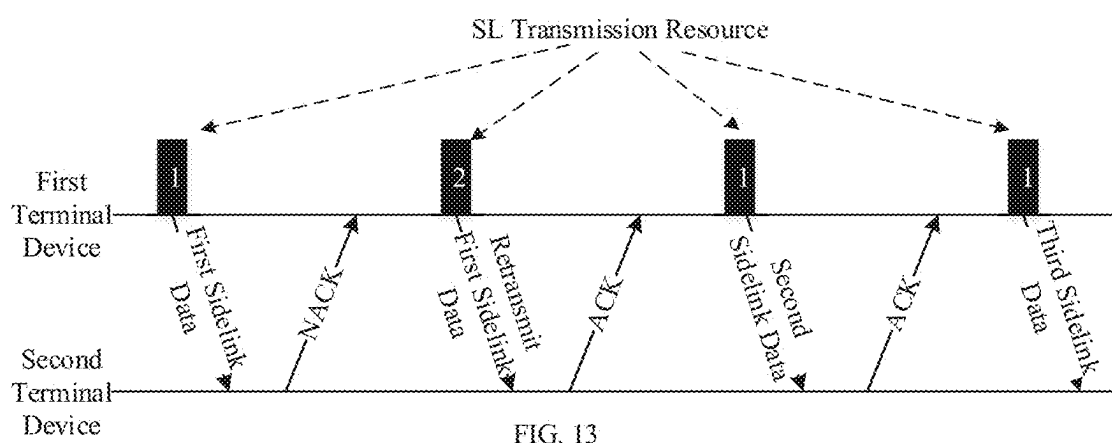 SL Transmission Resource
1
2
1
1
First
Terminal
Device
First Sidelink
Data
NACK
Retransmit
First Sidelink
Data
ACK
Second
Sidelink Data
ACK
Third Sidelink
Data
Second
Terminal
Device
FIG. 13